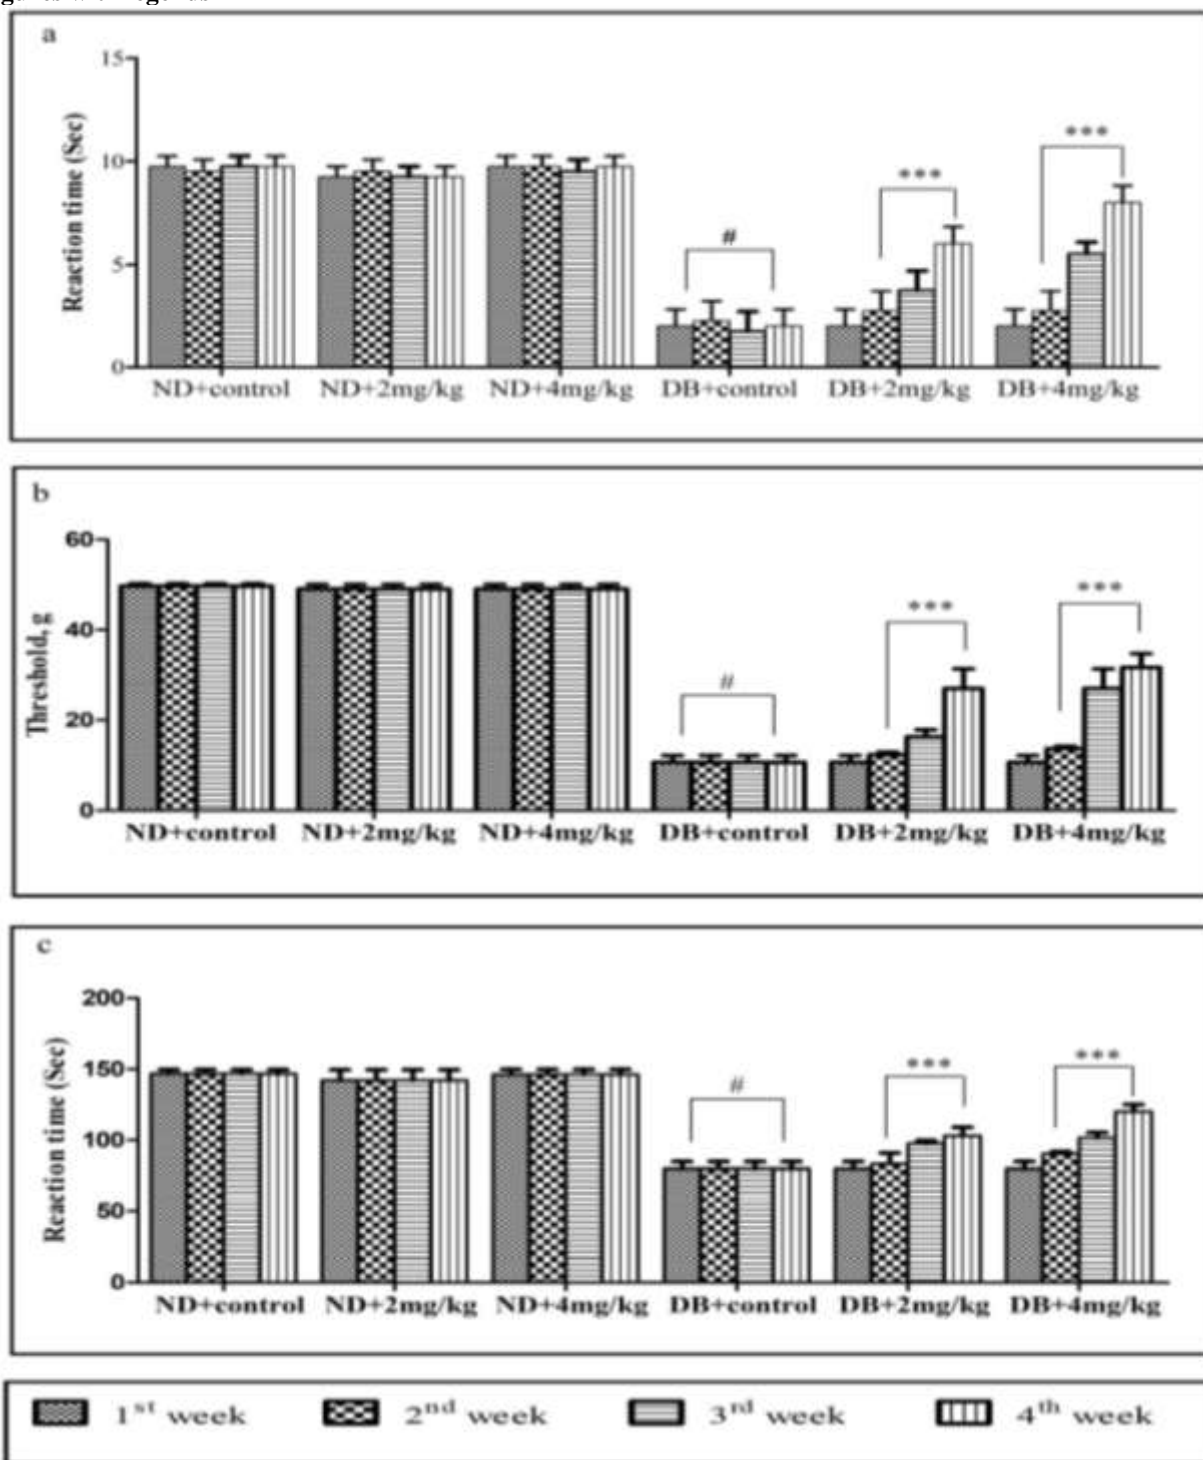 a
15
10
5
0
Reaction time (Sec)
***
***
#
ND+control ND+2mg/kg ND+4mg/kg DB+control DB+2mg/kg DB+4mg/kg
b
60
40
20
0
Threshold, g
***
***
#
ND+control ND+2mg/kg ND+4mg/kg DB+control DB+2mg/kg DB+4mg/kg
c
200
150
100
50
0
Reaction time (Sec)
***
***
#
ND+control ND+2mg/kg ND+4mg/kg DB+control DB+2mg/kg DB+4mg/kg
1st week 2nd week 3rd week 4th week